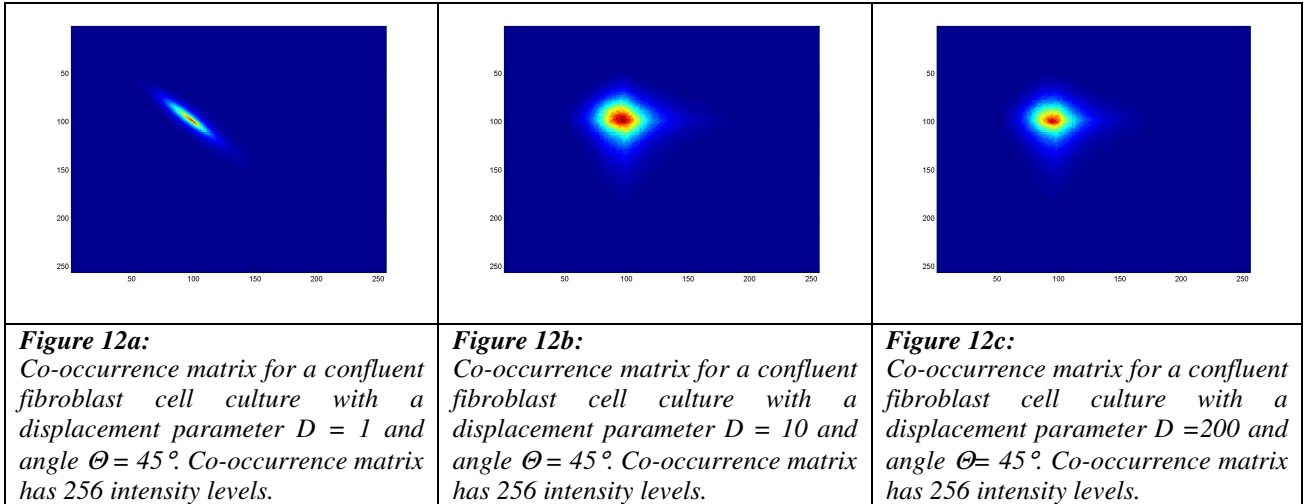 50
100
150
200
250
50 100 150 200 250
50
100
150
200
250
50 100 150 200 250
50
100
150
200
250
50 100 150 200 250
Figure 12a:
Co-occurrence matrix for a confluent
fibroblast cell culture with a
displacement parameter D = 1 and
angle Θ = 45°. Co-occurrence matrix
has 256 intensity levels.
Figure 12b:
Co-occurrence matrix for a confluent
fibroblast cell culture with a
displacement parameter D = 10 and
angle Θ = 45°. Co-occurrence matrix
has 256 intensity levels.
Figure 12c:
Co-occurrence matrix for a confluent
fibroblast cell culture with a
displacement parameter D =200 and
angle Θ= 45°. Co-occurrence matrix
has 256 intensity levels.